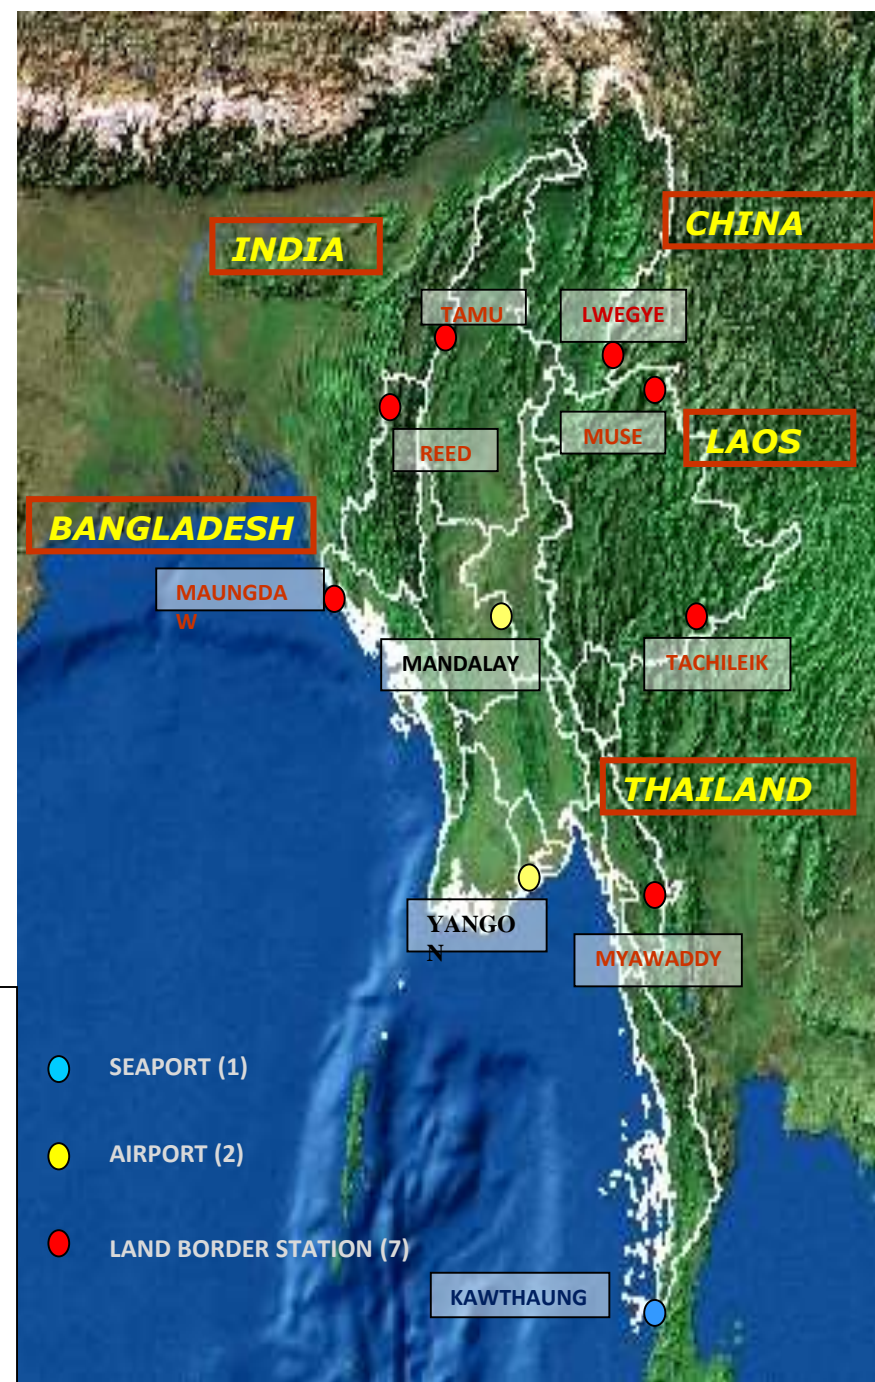 CHINA
INDIA
TAMU
LWEGYE
MUSE
LAOS
REED
BANGLADESH
MAUNGDA
W
MANDALAY
TACHILEIK
THAILAND
YANGO
N
MYAWADDY
SEAPORT (1)
AIRPORT (2)
LAND BORDER STATION (7)
KAWTHAUNG